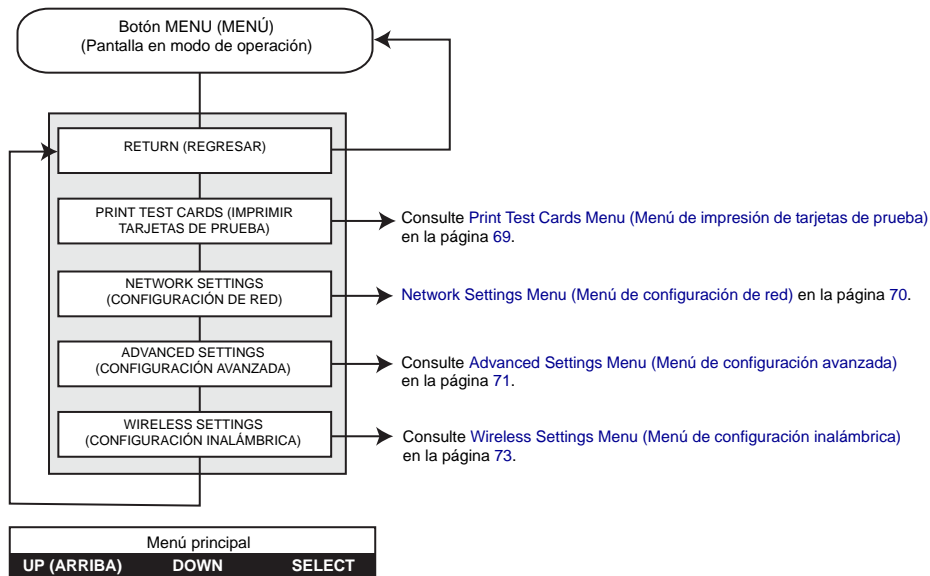 Botón MENU (MENÚ)
(Pantalla en modo de operación)
RETURN (REGRESAR)
PRINT TEST CARDS (IMPRIMIR
TARJETAS DE PRUEBA)
Consulte Print Test Cards Menu (Menú de impresión de tarjetas de prueba)
en la página 69.
NETWORK SETTINGS
(CONFIGURACIÓN DE RED)
Network Settings Menu (Menú de configuración de red) en la página 70.
ADVANCED SETTINGS
(CONFIGURACIÓN AVANZADA)
Consulte Advanced Settings Menu (Menú de configuración avanzada)
en la página 71.
WIRELESS SETTINGS
(CONFIGURACIÓN INALÁMBRICA)
Consulte Wireless Settings Menu (Menú de configuración inalámbrica)
en la página 73.
Menú principal
UP (ARRIBA) DOWN SELECT